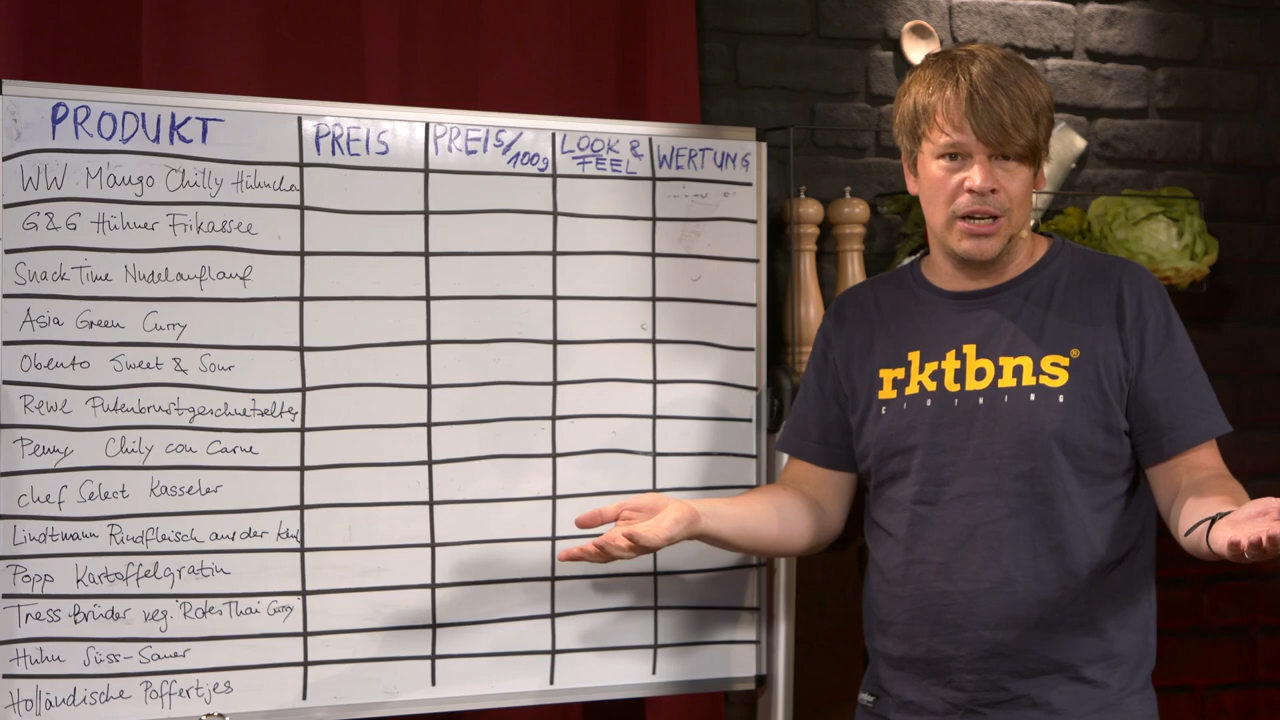 PRODUKT PREIS PREIS/100g LOOK & FEEL WERTUNG
WW Mango Chilly Hühnche
G&G Hühner Frikassee
Snack Time Nudelauflauf
Asia Green Curry
Obento Sweet & Sour
Rewe Putenbrustgeschnetzeltes
Penny Chily con Carne
chef Select Kasseler
Lindtmann Rindfleisch aus der
Popp Kartoffelgratin
Tress Brüder veg. "Rotes Thai Curry"
Huhn Süss-Sauer
Holländische Poffertjes
rktbns®
CLOTHING